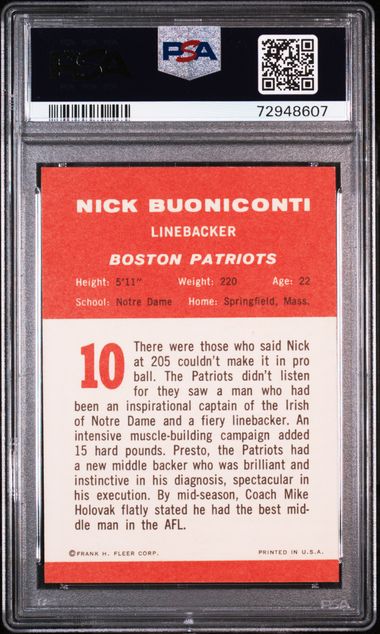 PSA
PSA
72948607
NICK BUONICONTI
LINEBACKER
BOSTON PATRIOTS
Height: 5'11" Weight: 220 Age: 22
School: Notre Dame Home: Springfield, Mass.
10
There were those who said Nick
at 205 couldn't make it in pro
ball. The Patriots didn't listen
for they saw a man who had
been an inspirational captain of the Irish
of Notre Dame and a fiery linebacker. An
intensive muscle-building campaign added
15 hard pounds. Presto, the Patriots had
a new middle backer who was brilliant and
instinctive in his diagnosis, spectacular in
his execution. By mid-season, Coach Mike
Holovak flatly stated he had the best mid-
dle man in the AFL.
©FRANK H. FLEER CORP. PRINTED IN U.S.A.
PSA